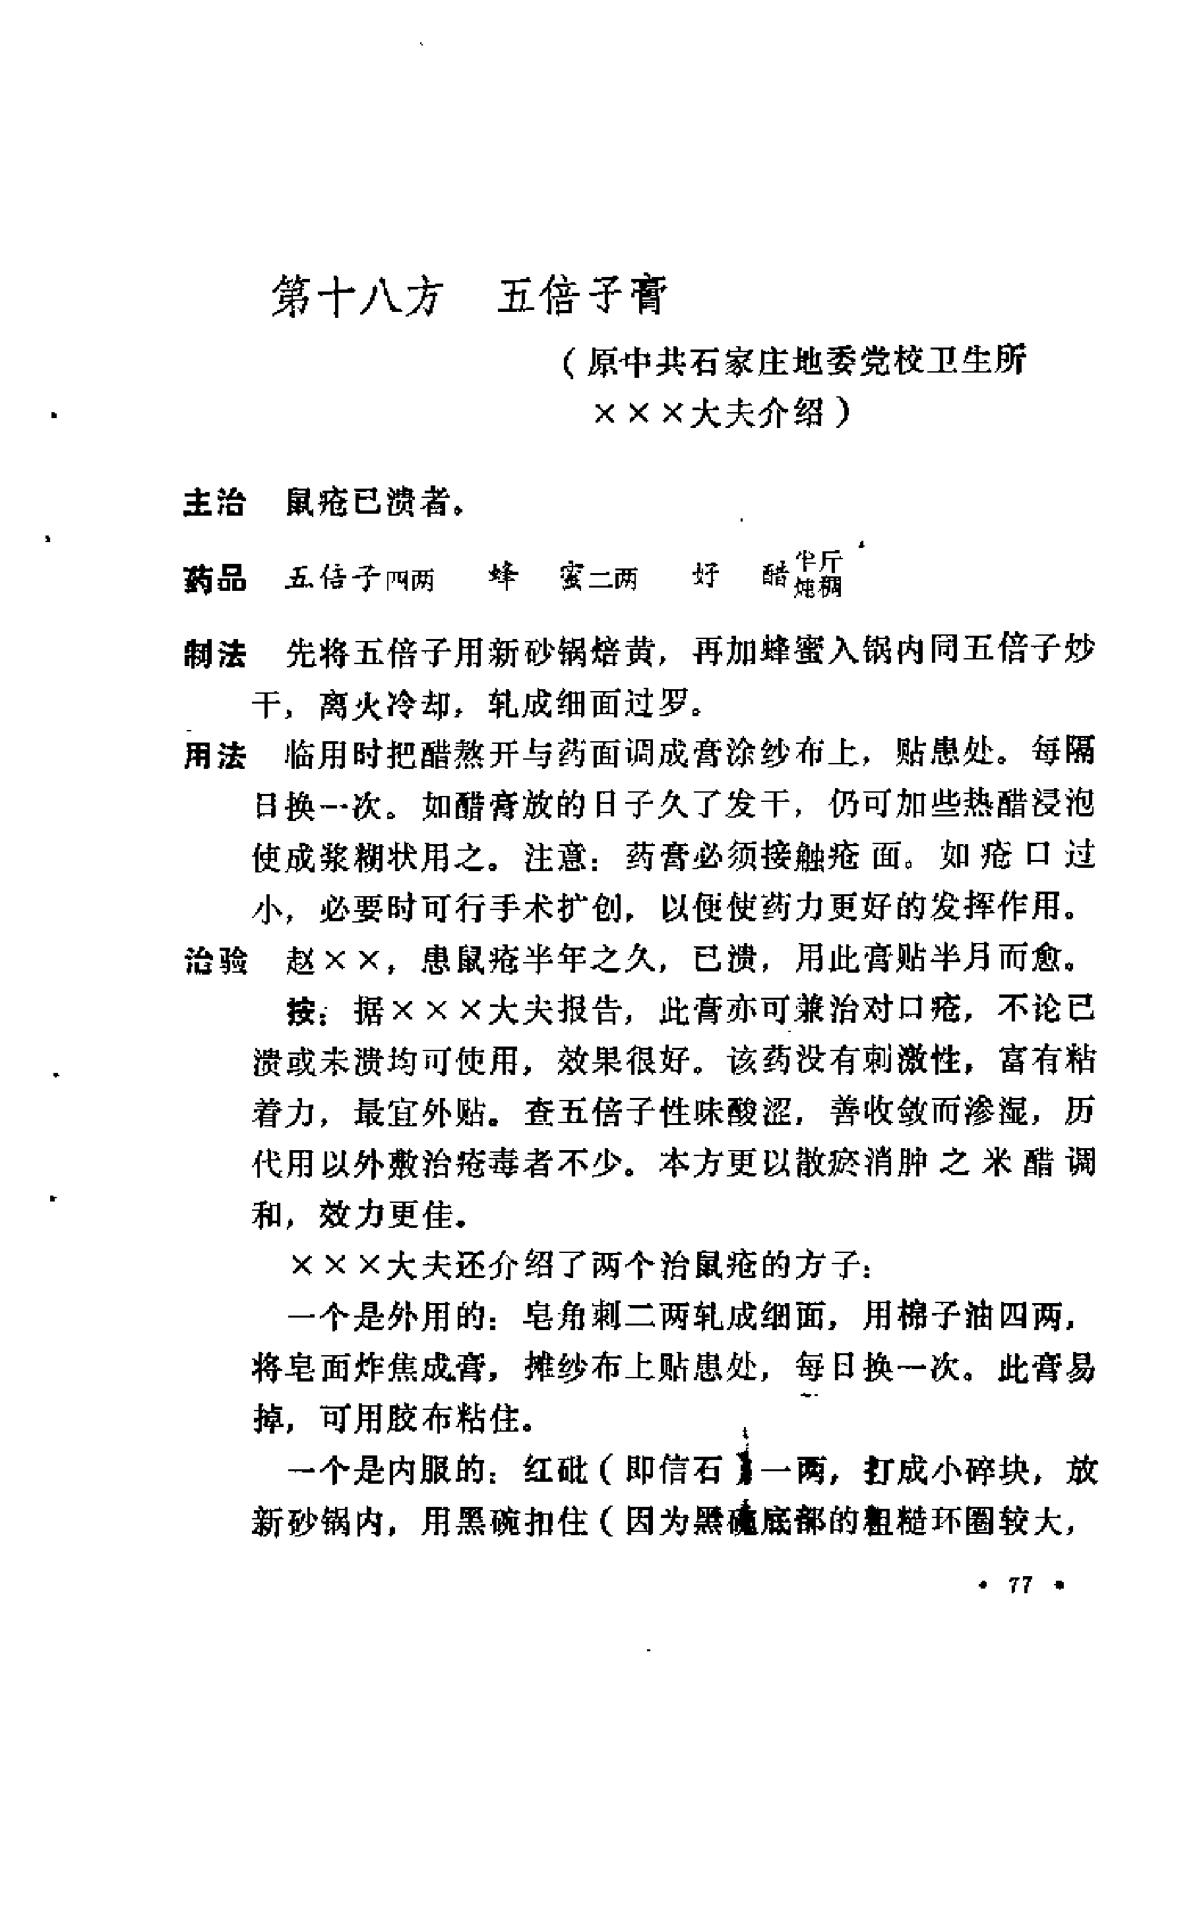 第十八方　五倍子膏
（原中共石家庄地委党校卫生所
×××大夫介绍）
主治　鼠疮已溃者。
药品　五倍子四两　蜂　蜜二两　好　醋半斤炖稠
制法　先将五倍子用新砂锅焙黄，再加蜂蜜入锅内同五倍子炒
干，离火冷却，轧成细面过罗。
用法　临用时把醋熬开与药面调成膏涂纱布上，贴患处。每隔
日换一次。如醋膏放的日子久了发干，仍可加些热醋浸泡
使成浆糊状用之。注意：药膏必须接触疮面。如疮口过
小，必要时可行手术扩创，以便使药力更好的发挥作用。
治验　赵××，患鼠疮半年之久，已溃，用此膏贴半月而愈。
按：据×××大夫报告，此膏亦可兼治对口疮，不论已
溃或未溃均可使用，效果很好。该药没有刺激性，富有粘
着力，最宜外贴。查五倍子性味酸涩，善收敛而渗湿，历
代用以外敷治疮毒者不少。本方更以散瘀消肿之米醋调
和，效力更佳。
×××大夫还介绍了两个治鼠疮的方子：
一个是外用的：皂角刺二两轧成细面，用棉子油四两，
将皂面炸焦成膏，摊纱布上贴患处，每日换一次。此膏易
掉，可用胶布粘住。
一个是内服的：红砒（即信石）一两，打成小碎块，放
新砂锅内，用黑碗扣住（因为黑碗底部的粗糙环圈较大，
• 77 •